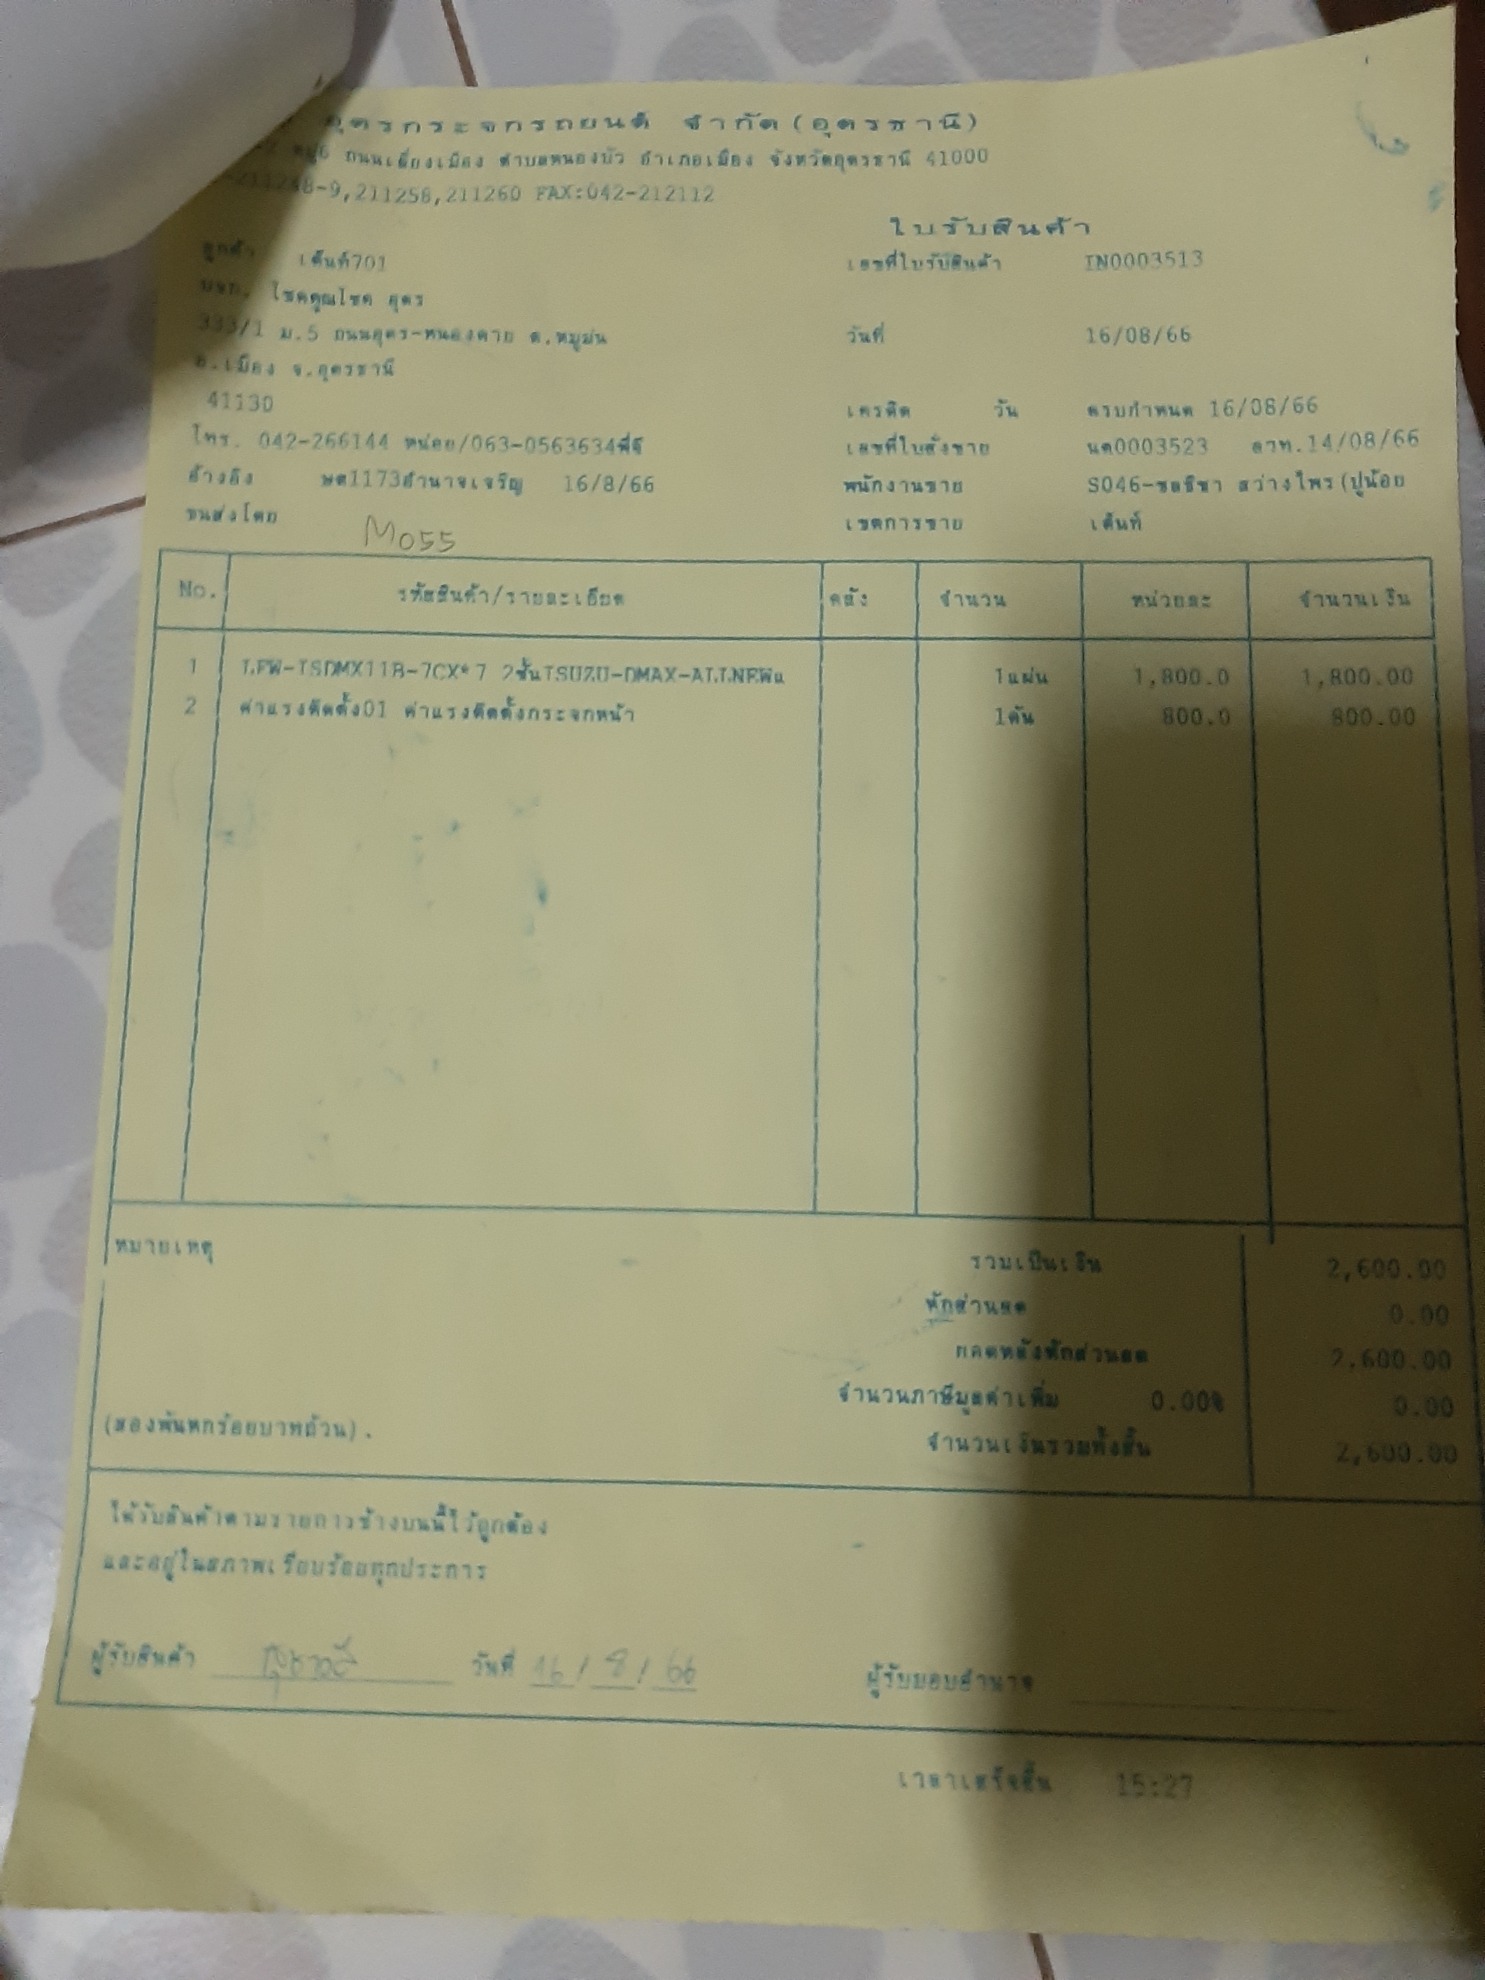 อุดรกระจกรถยนต์ จำกัด(อุดรธานี)
หมู่6 ถนนเลี่ยงเมือง ตำบลหนองบัว อำเภอเมือง จังหวัดอุดรธานี 41000
-9,211258,211260 FAX:042-212112
ใบรับสินค้า
ลูกค้า เต็นท์701 เลขที่ใบรับสินค้า IN0003513
บจก. โชคคูณโชค อุดร
333/1 ม.5 ถนนอุดร-หนองคาย ต.หมูม่น วันที่ 16/08/66
อ.เมือง จ.อุดรธานี
41130 เครดิต วัน ครบกำหนด 16/08/66
โทร. 042-266144 หน่อย/063-0563634 เลขที่ใบสั่งขาย นด0003523 ลวท.14/08/66
อ้างอิง ผต1173อำนาจเจริญ 16/8/66 พนักงานขาย S046-ชลธิชา สว่างไพร(ปูน้อย
ขนส่งโดย M055 เขตการขาย เต็นท์
No. รหัสสินค้า/รายละเอียด คลัง จำนวน หน่วยละ จำนวนเงิน
1 LFW-ISDMX11B-7CX*7 2ชั้นISUZU-DMAX-ALLNEWแ 1แผ่น 1,800.0 1,800.00
2 ค่าแรงติดตั้ง01 ค่าแรงติดตั้งกระจกหน้า 1คัน 800.0 800.00
หมายเหตุ รวมเป็นเงิน 2,600.00
หักส่วนลด 0.00
ยอดหลังหักส่วนลด 2,600.00
จำนวนภาษีมูลค่าเพิ่ม 0.00% 0.00
(สองพันหกร้อยบาทถ้วน). จำนวนเงินรวมทั้งสิ้น 2,600.00
ได้รับสินค้าตามรายการข้างบนนี้ไว้ถูกต้อง
และอยู่ในสภาพเรียบร้อยทุกประการ
ผู้รับสินค้า วันที่ 16/8/66 ผู้รับมอบอำนาจ
เวลาเสร็จสิ้น 15:27